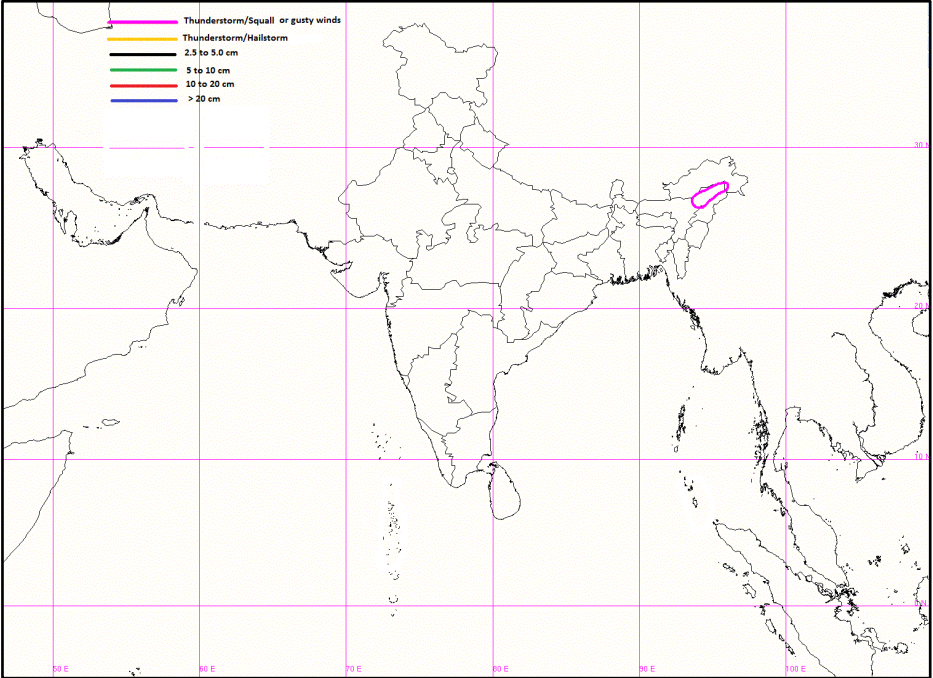 Thunderstorm/Squall or gusty winds
Thunderstorm/Hailstorm
2.5 to 5.0 cm
5 to 10 cm
10 to 20 cm
> 20 cm
30 N
20 N
10 N
0 N
50 E
60 E
70 E
80 E
90 E
100 E